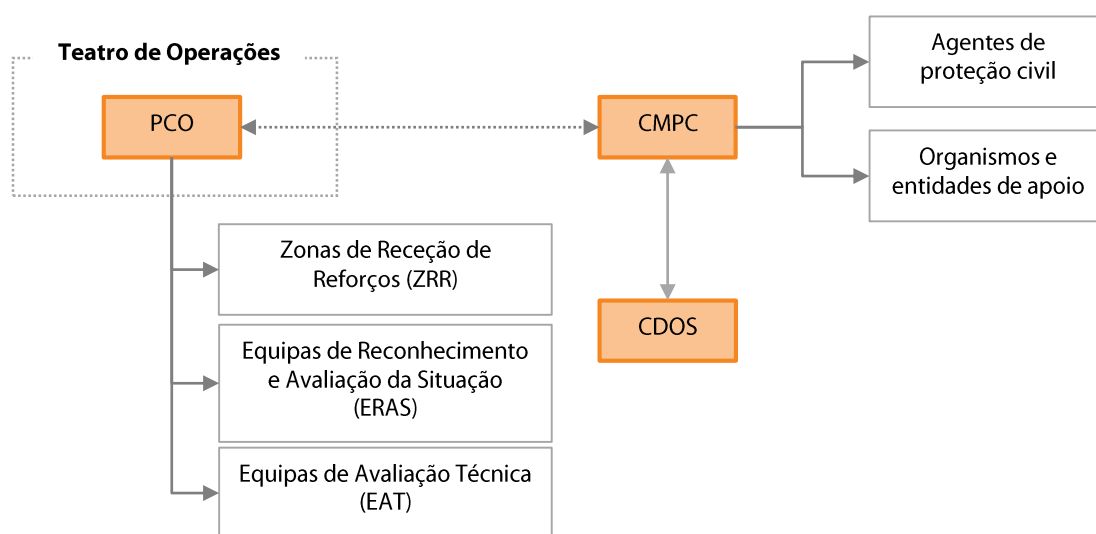 Teatro de Operações
PCO
CMPC
Agentes de
proteção civil
Organismos e
entidades de apoio
Zonas de Receção de
Reforços (ZRR)
CDOS
Equipas de Reconhecimento
e Avaliação da Situação
(ERAS)
Equipas de Avaliação Técnica
(EAT)